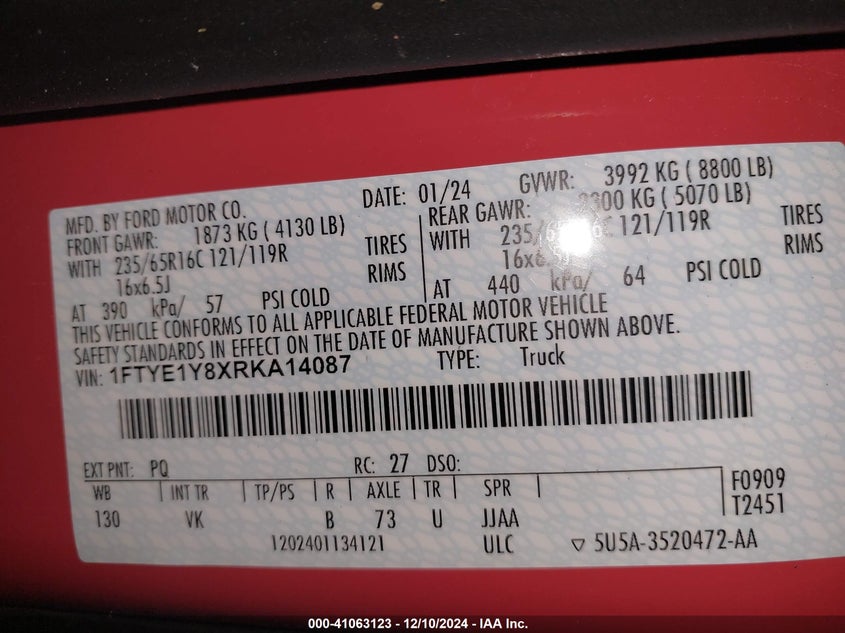 MFD. BY FORD MOTOR CO. DATE: 01/24 GVWR: 3992 KG ( 8800 LB)
FRONT GAWR: 1873 KG ( 4130 LB) REAR GAWR: 2300 KG ( 5070 LB)
WITH 235/65R16C 121/119R TIRES WITH 235/65R16C 121/119R TIRES
16x6.5J RIMS 16x6.5J RIMS
AT 390 kPa/ 57 PSI COLD AT 440 kPa/ 64 PSI COLD
THIS VEHICLE CONFORMS TO ALL APPLICABLE FEDERAL MOTOR VEHICLE
SAFETY STANDARDS IN EFFECT ON THE DATE OF MANUFACTURE SHOWN ABOVE.
VIN: 1FTYE1Y8XRKA14087 TYPE: Truck
EXT PNT: PQ RC: 27 DSO:
WB INT TR TP/PS R AXLE TR SPR F0909
130 VK B 73 U JJAA T2451
1202401134121 ULC ▽ 5U5A-3520472-AA
000-41063123 - 12/10/2024 - IAA Inc.